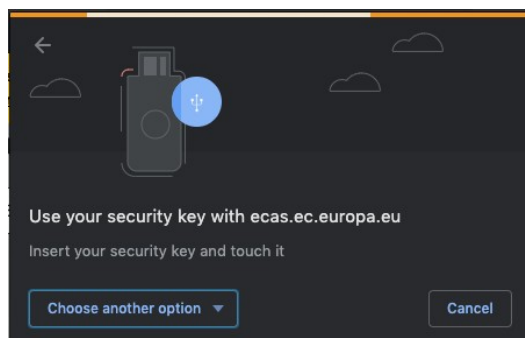 Use your security key with ecas.ec.europa.eu
Insert your security key and touch it
Choose another option
Cancel